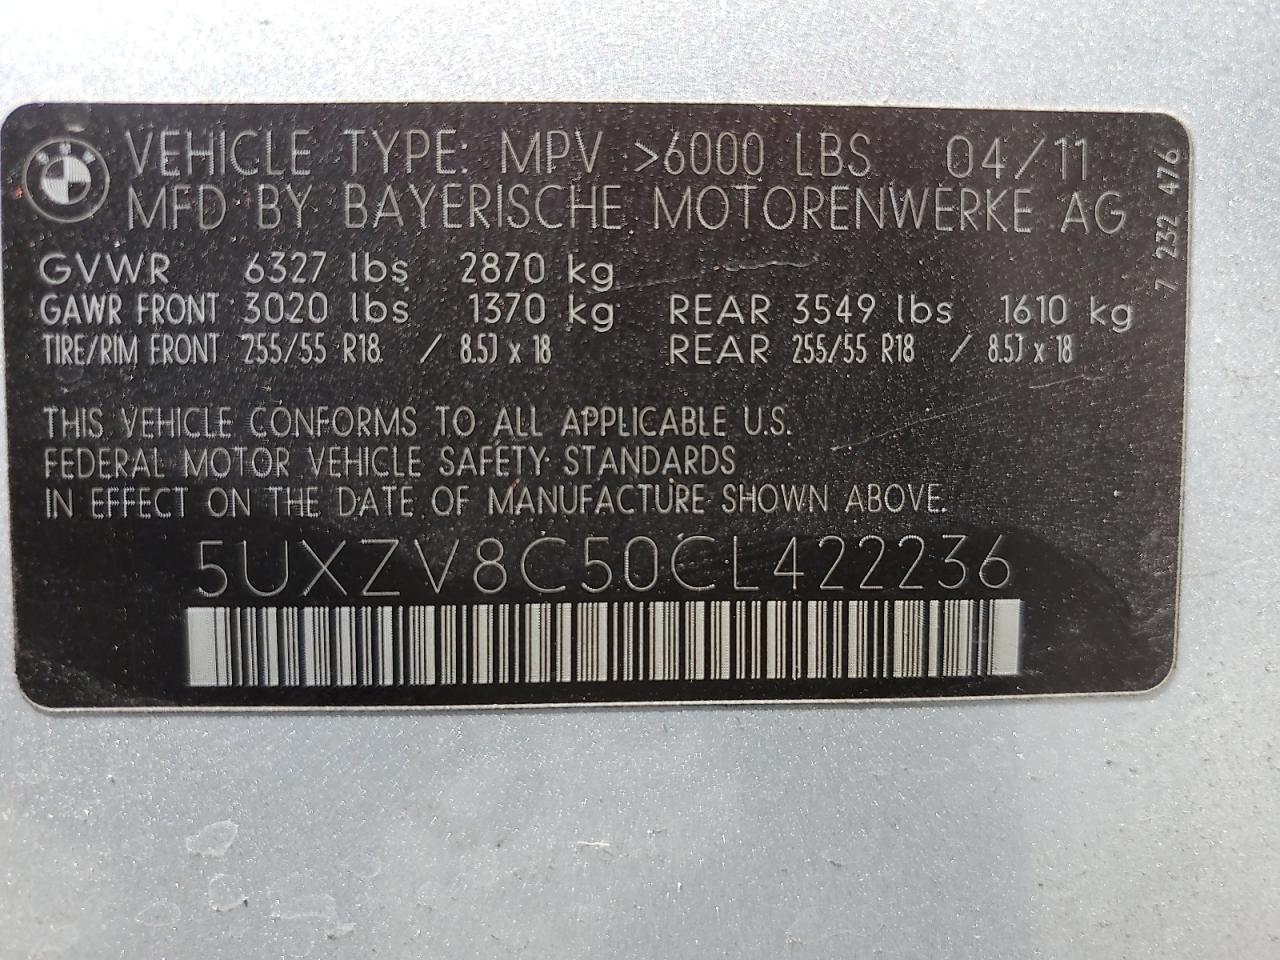 VEHICLE TYPE: MPV >6000 LBS 04/11
MFD BY BAYERISCHE MOTORENWERKE AG
7 232 476
GVWR 6327 lbs 2870 kg
GAWR FRONT 3020 lbs 1370 kg REAR 3549 lbs 1610 kg
TIRE/RIM FRONT 255/55 R18 / 8.5J x 18 REAR 255/55 R18 / 8.5J x 18
THIS VEHICLE CONFORMS TO ALL APPLICABLE U.S.
FEDERAL MOTOR VEHICLE SAFETY STANDARDS
IN EFFECT ON THE DATE OF MANUFACTURE SHOWN ABOVE.
5UXZV8C50CL422236